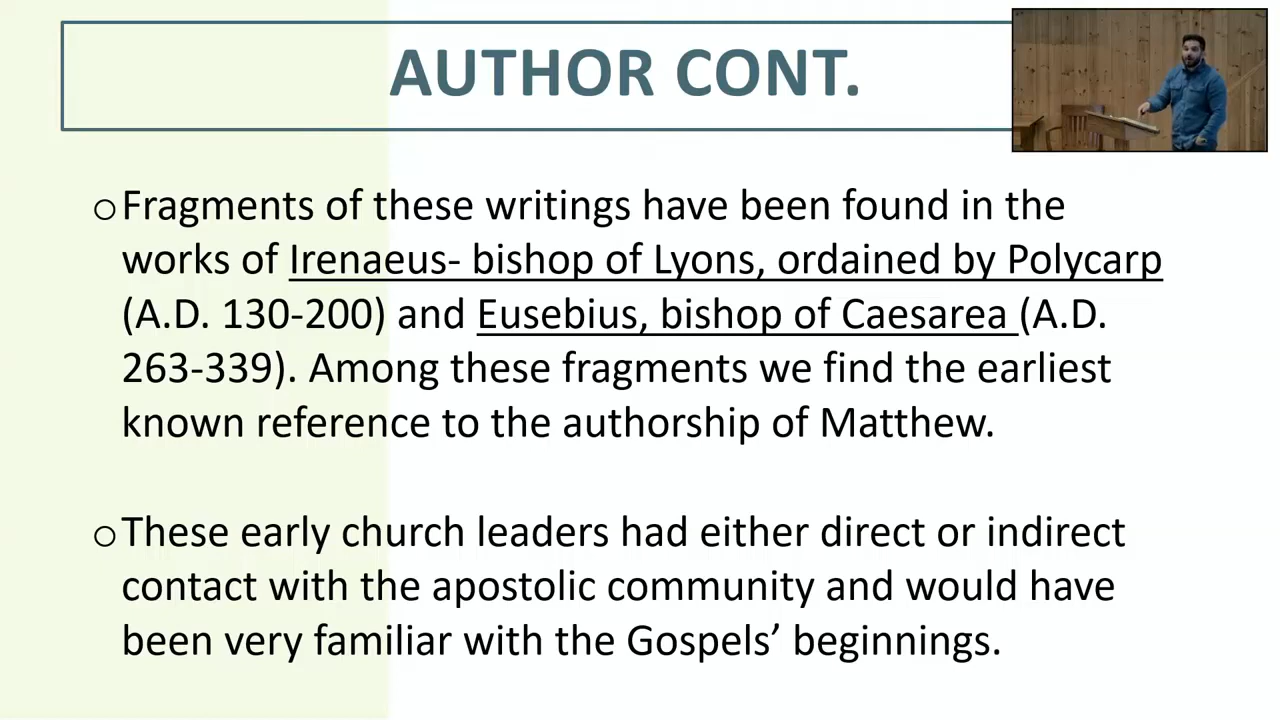 AUTHOR CONT.
oFragments of these writings have been found in the
works of Irenaeus- bishop of Lyons, ordained by Polycarp
(A.D. 130-200) and Eusebius, bishop of Caesarea (A.D.
263-339). Among these fragments we find the earliest
known reference to the authorship of Matthew.
oThese early church leaders had either direct or indirect
contact with the apostolic community and would have
been very familiar with the Gospels’ beginnings.